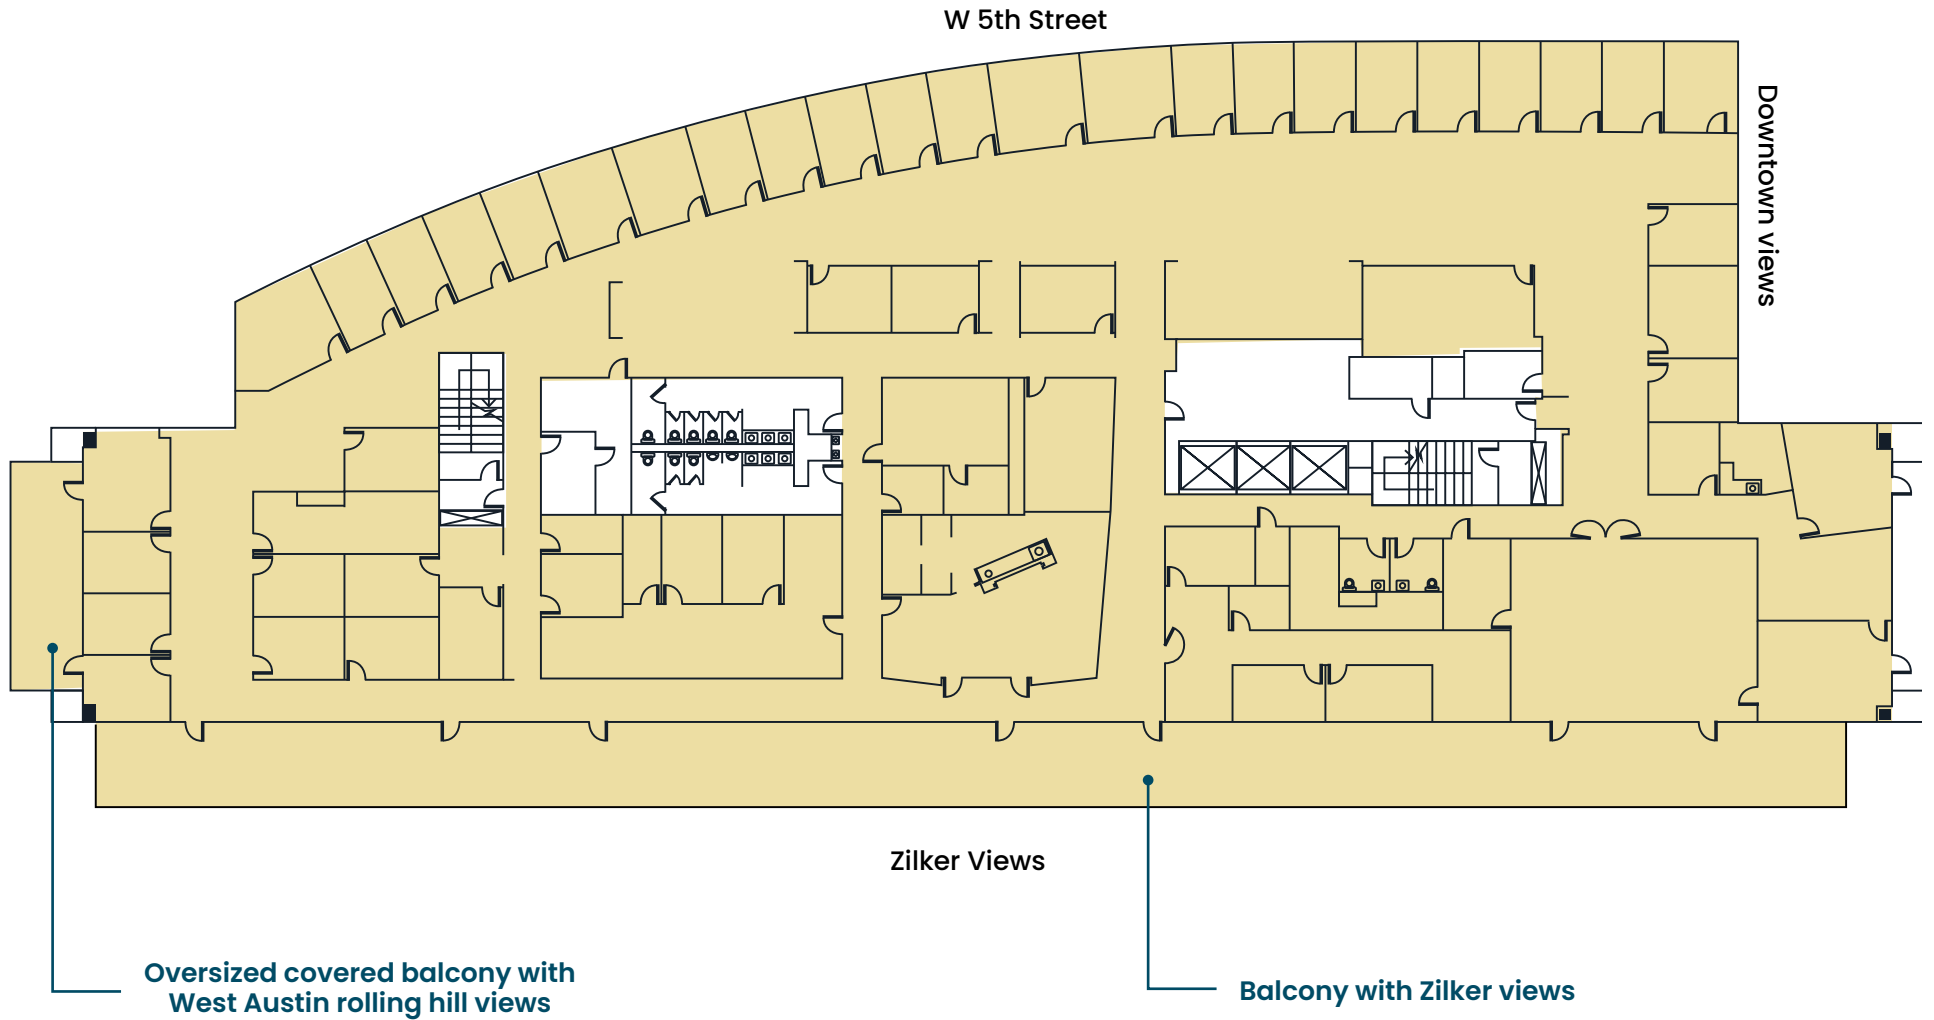 W 5th Street
Downtown views
Zilker Views
Oversized covered balcony with
West Austin rolling hill views
Balcony with Zilker views